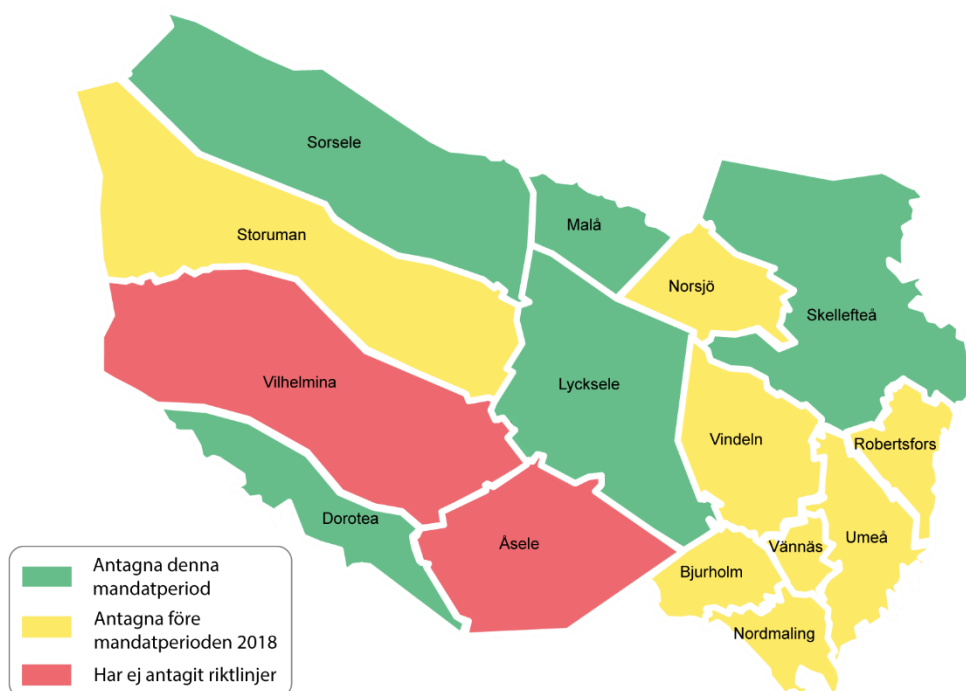 Sorsele
Malå
Storuman
Norsjö
Skellefteå
Vilhelmina
Lycksele
Vindeln
Robertsfors
Dorotea
Åsele
Vännäs
Umeå
Bjurholm
Nordmaling
Antagna denna
mandatperiod
Antagna före
mandatperioden 2018
Har ej antagit riktlinjer